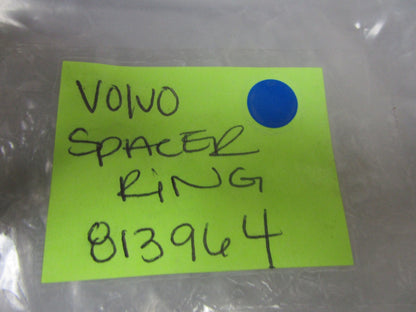 VOLVO
SPACER
RING
813964